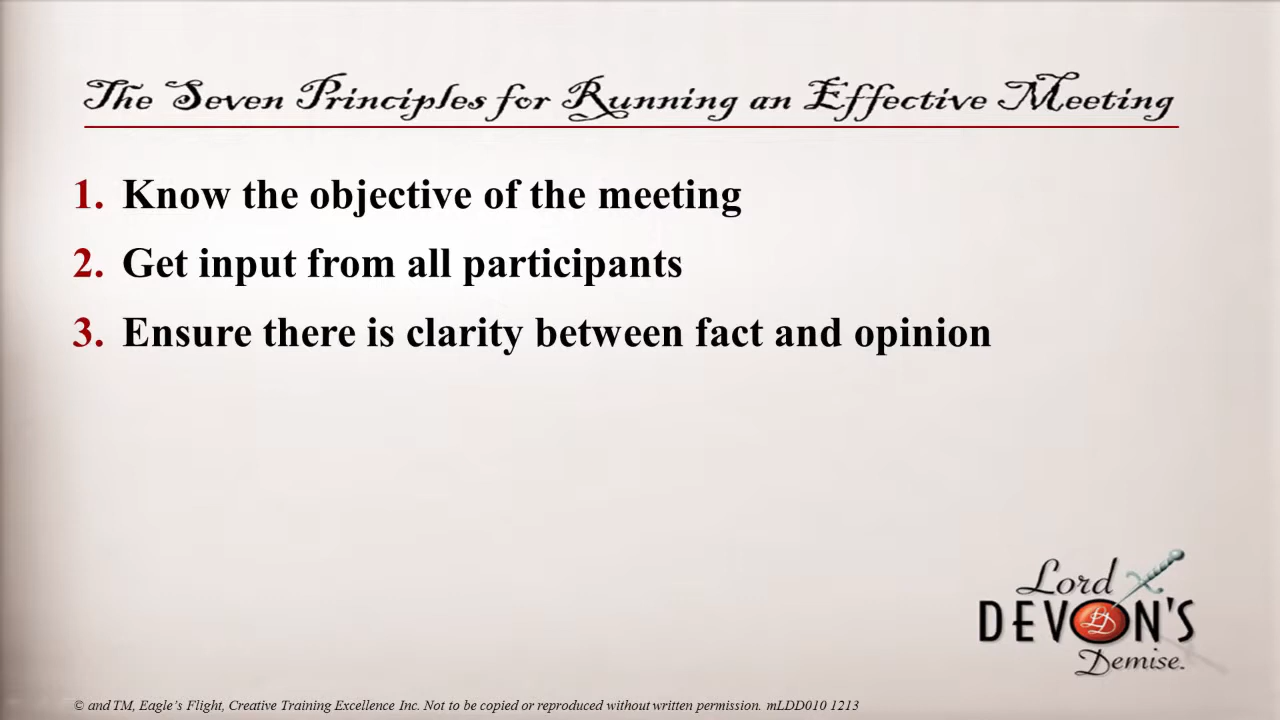 The Seven Principles for Running an Effective Meeting
1. Know the objective of the meeting
2. Get input from all participants
3. Ensure there is clarity between fact and opinion
Lord
DEVON'S
LD
Demise.
© and TM, Eagle's Flight, Creative Training Excellence Inc. Not to be copied or reproduced without written permission. mLDD010 1213